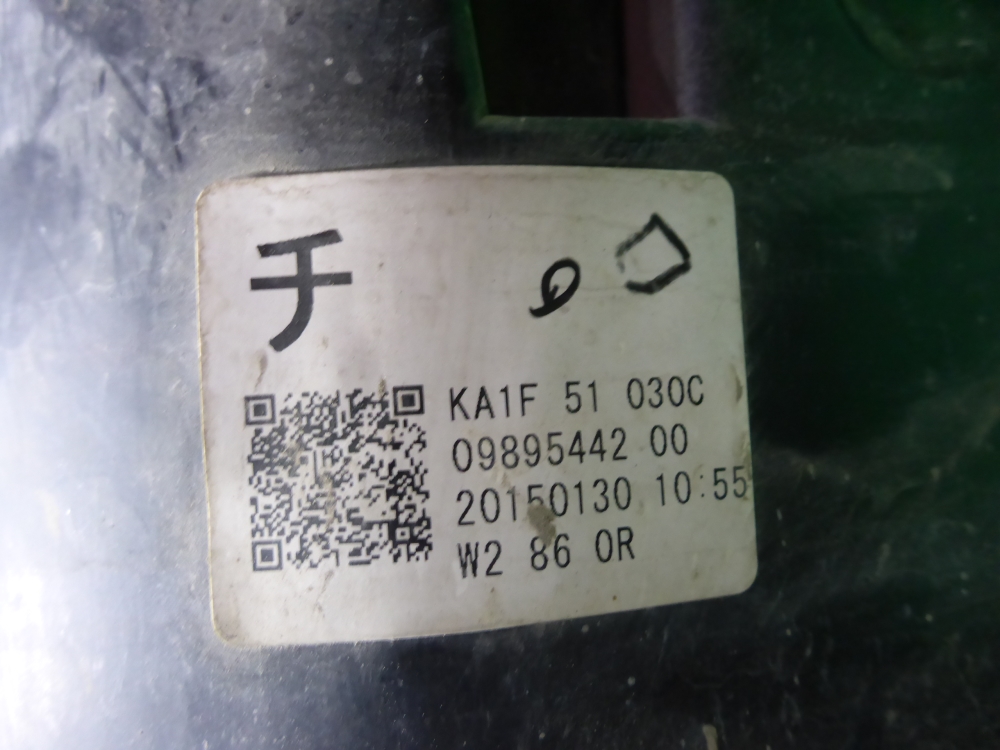 チ
KA1F 51 030C
09895442 00
20150130 10:55
W2 86 0R